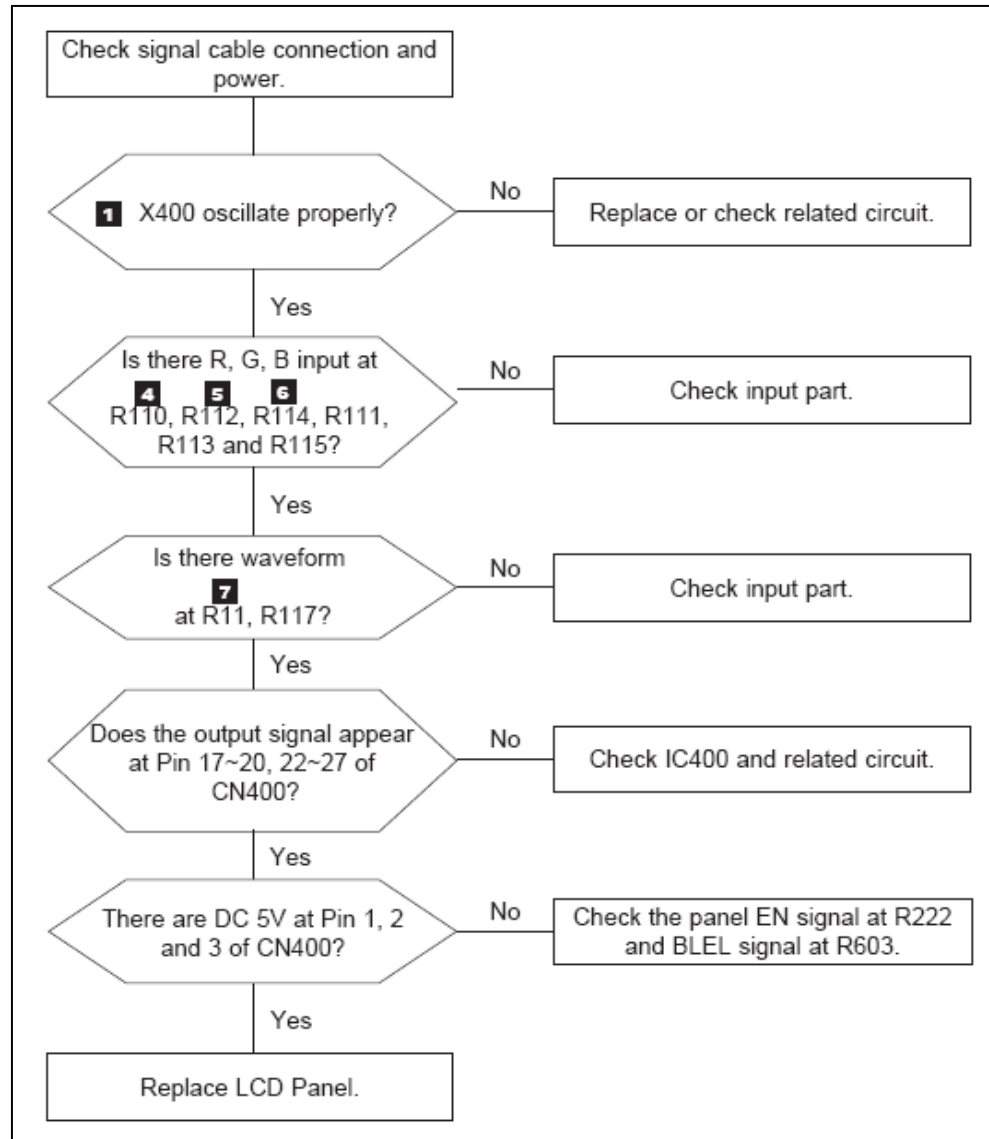 Check signal cable connection and
power.
1 X400 oscillate properly?
No
Replace or check related circuit.
Yes
Is there R, G, B input at
4 5 6
R110, R112, R114, R111,
R113 and R115?
No
Check input part.
Yes
Is there waveform
7
at R11, R117?
No
Check input part.
Yes
Does the output signal appear
at Pin 17~20, 22~27 of
CN400?
No
Check IC400 and related circuit.
Yes
There are DC 5V at Pin 1, 2
and 3 of CN400?
No
Check the panel EN signal at R222
and BLEL signal at R603.
Yes
Replace LCD Panel.